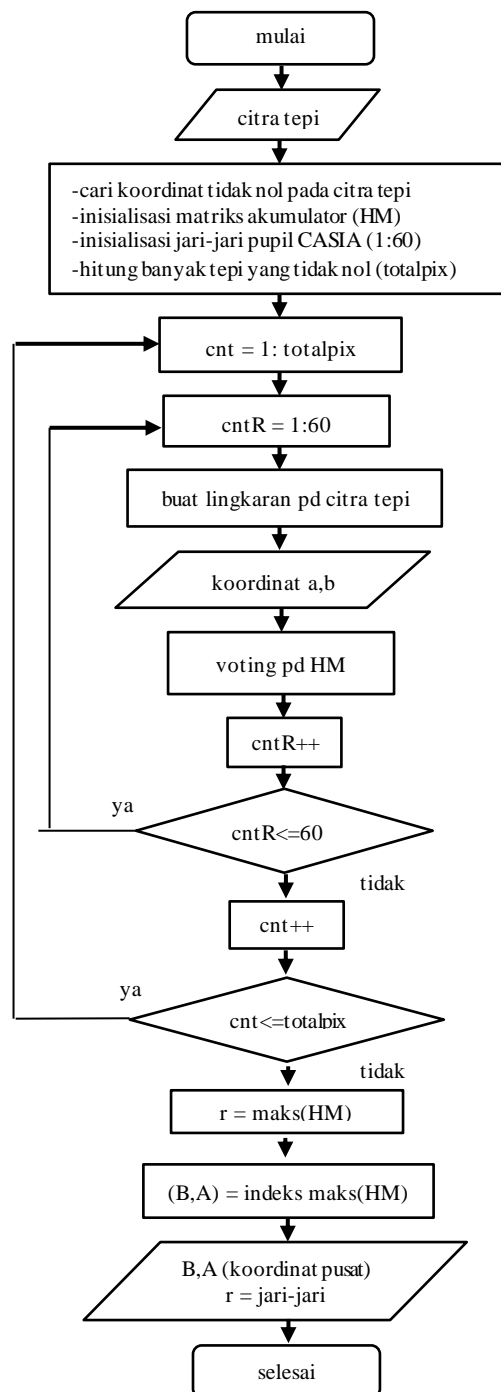 mulai
citra tepi
-cari koordinat tidak nol pada citra tepi
-inisialisasi matriks akumulator (HM)
-inisialisasi jari-jari pupil CASIA (1:60)
-hitung banyak tepi yang tidak nol (totalpix)
cnt = 1: totalpix
cntR = 1:60
buat lingkaran pd citra tepi
koordinat a,b
voting pd HM
cntR++
ya
cntR<=60
tidak
cnt++
ya
cnt<=totalpix
tidak
r = maks(HM)
(B,A) = indeks maks(HM)
B,A (koordinat pusat)
r = jari-jari
selesai